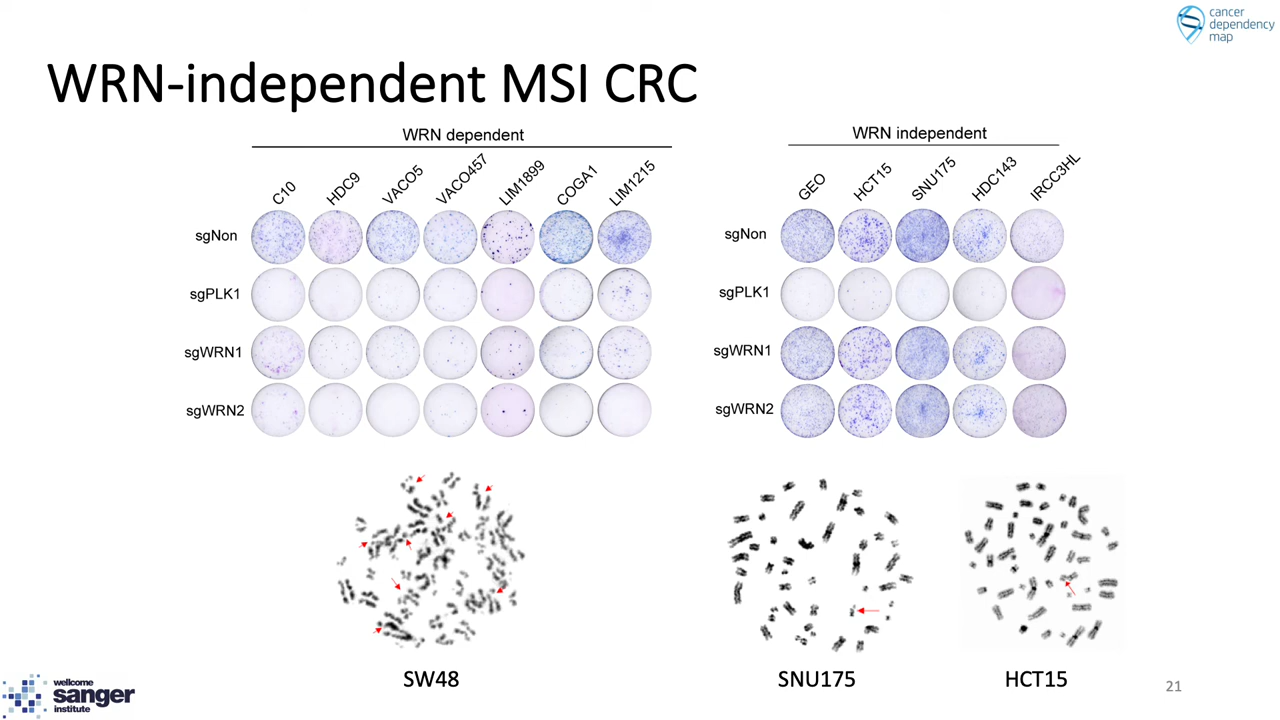 cancer
dependency
map
WRN-independent MSI CRC
WRN dependent
C10 HDC9 VACO5 VACO457 LIM1899 COGA1 LIM1215
sgNon
sgPLK1
sgWRN1
sgWRN2
WRN independent
GEO HCT15 SNU175 HDC143 IRCC3HL
sgNon
sgPLK1
sgWRN1
sgWRN2
SW48
SNU175
HCT15
wellcome
sanger
institute
21